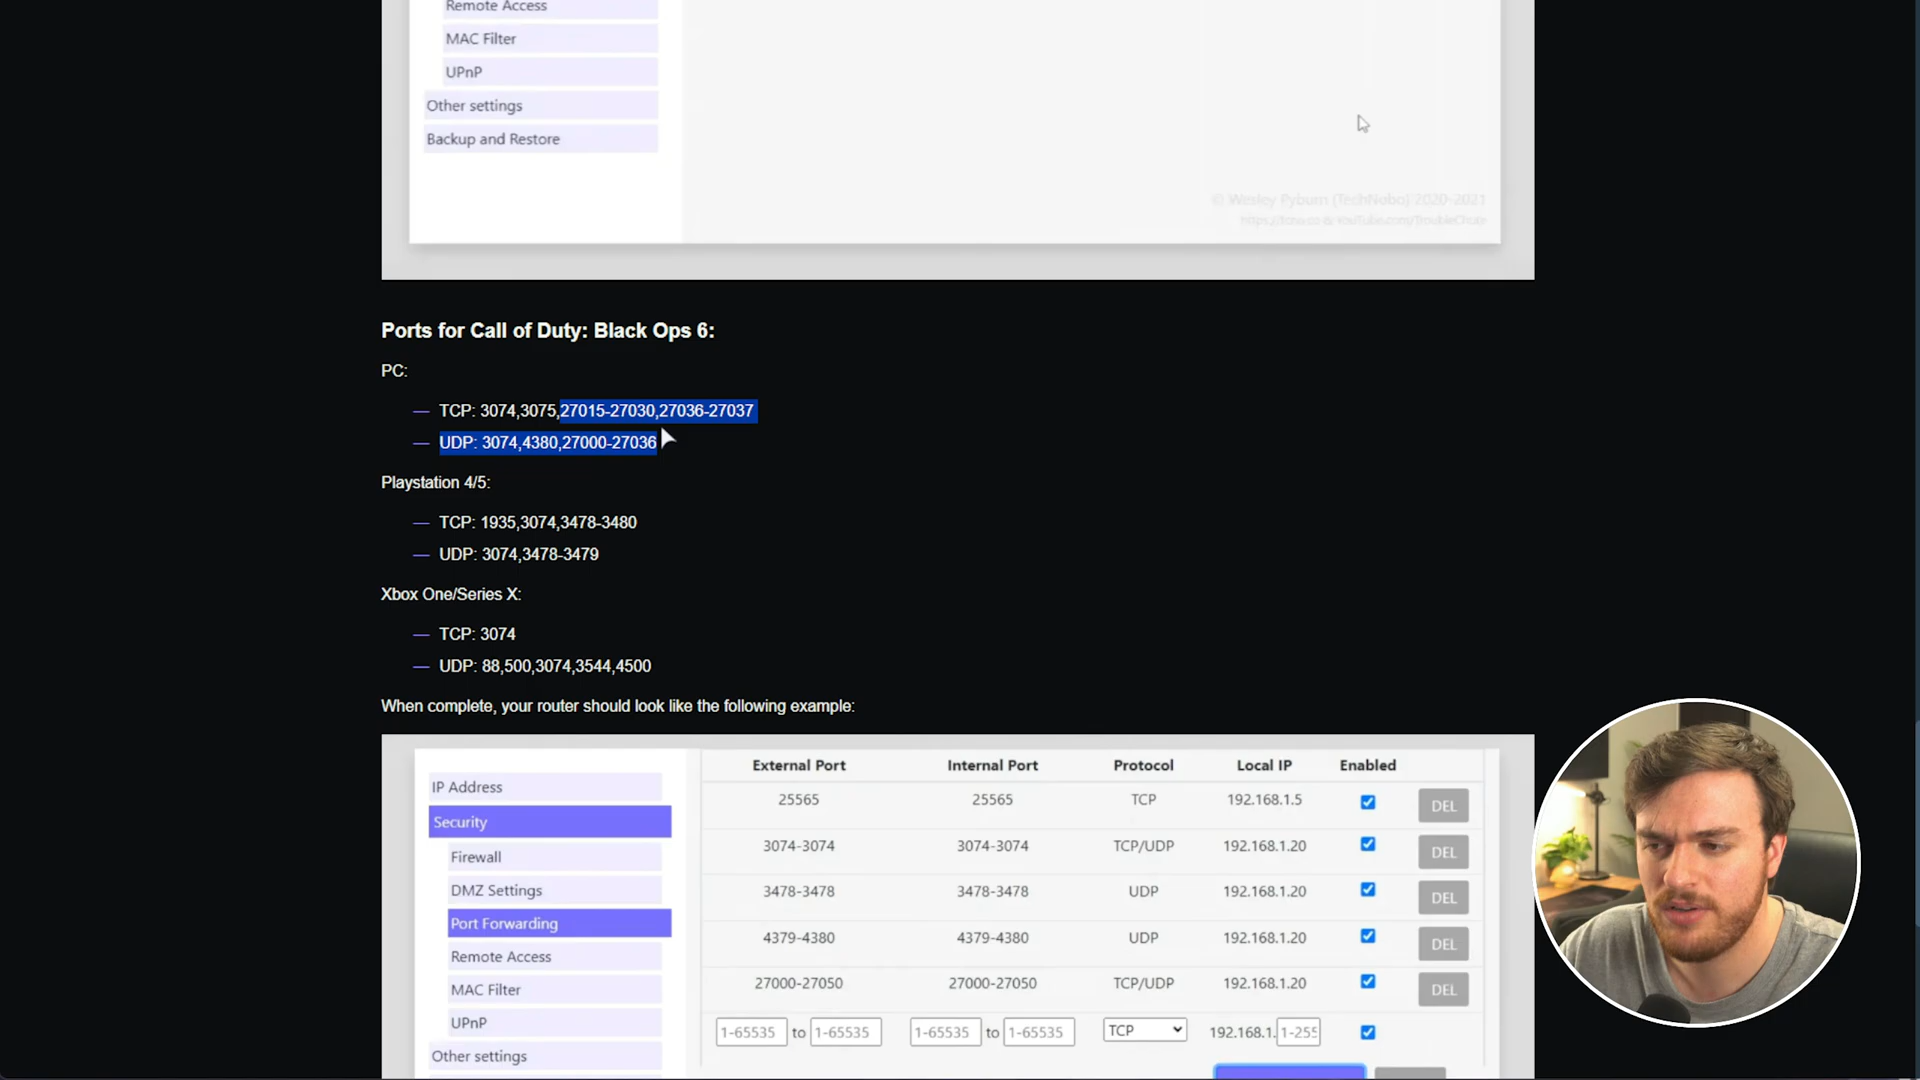 Remote Access
MAC Filter
UPnP
Other settings
Backup and Restore
© Wesley Pyburn (TechNobo) 2020-2021
Ports for Call of Duty: Black Ops 6:
PC:
— TCP: 3074,3075,27015-27030,27036-27037
— UDP: 3074,4380,27000-27036
Playstation 4/5:
— TCP: 1935,3074,3478-3480
— UDP: 3074,3478-3479
Xbox One/Series X:
— TCP: 3074
— UDP: 88,500,3074,3544,4500
When complete, your router should look like the following example:
External Port Internal Port Protocol Local IP Enabled
IP Address
25565 25565 TCP 192.168.1.5 DEL
Security
3074-3074 3074-3074 TCP/UDP 192.168.1.20 DEL
Firewall
3478-3478 3478-3478 UDP 192.168.1.20 DEL
DMZ Settings
Port Forwarding
4379-4380 4379-4380 UDP 192.168.1.20 DEL
Remote Access
27000-27050 27000-27050 TCP/UDP 192.168.1.20 DEL
MAC Filter
UPnP
1-65535 to 1-65535 1-65535 to 1-65535 TCP 192.168.1. 1-255
Other settings